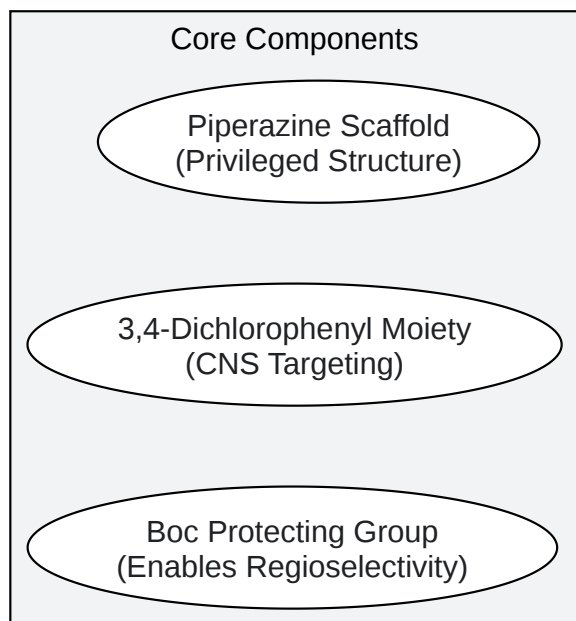 Core Components
Piperazine Scaffold
(Privileged Structure)
3,4-Dichlorophenyl Moiety
(CNS Targeting)
Boc Protecting Group
(Enables Regioselectivity)